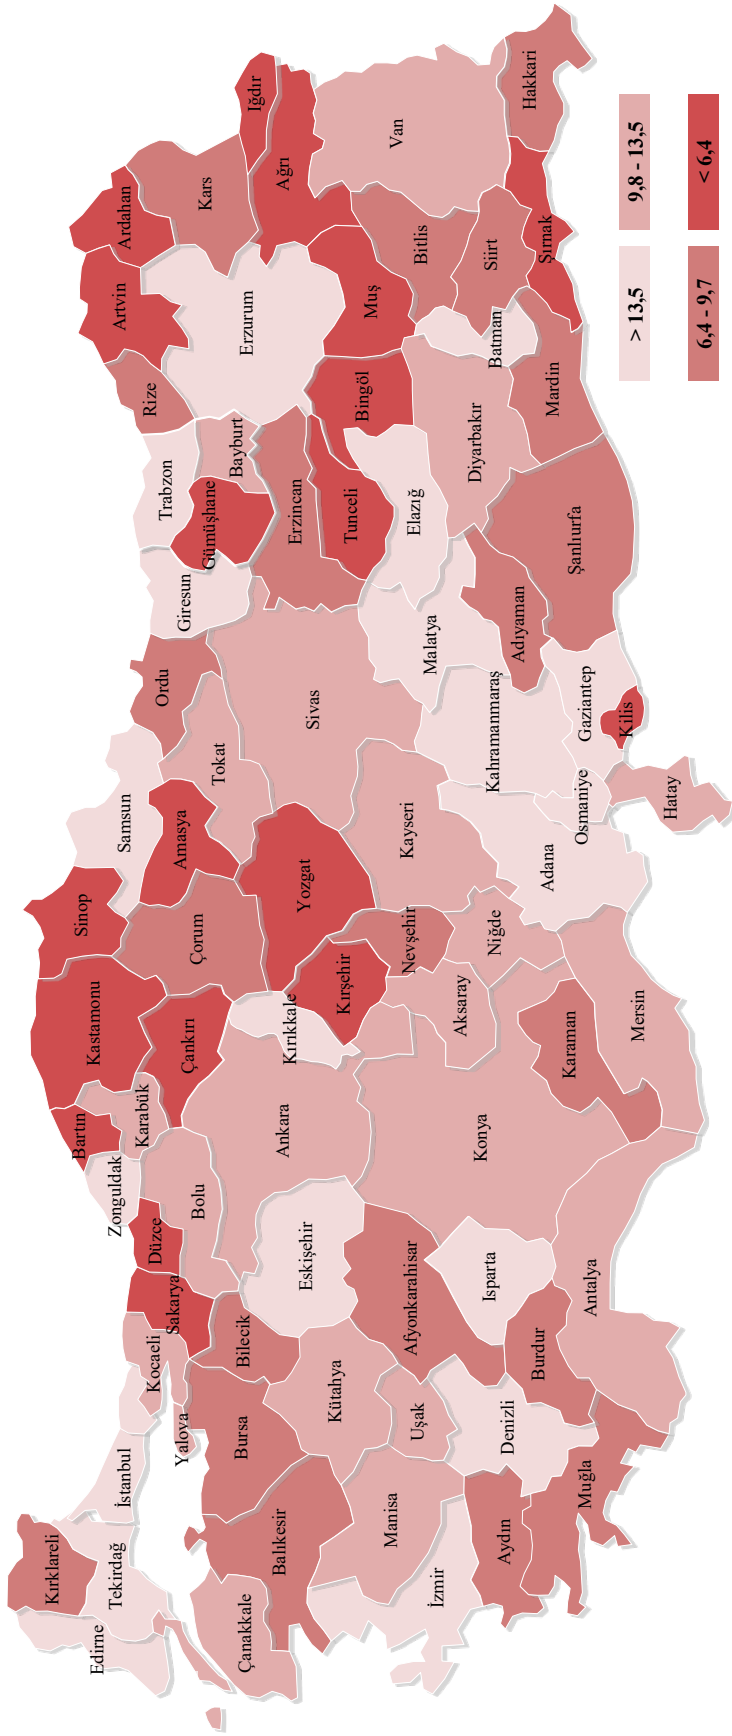 Kırklareli
Edirne
Tekirdağ
İstanbul
Kocaeli
Yalova
Sakarya
Düzce
Zonguldak
Bartın
Karabük
Kastamonu
Sinop
Samsun
Ordu
Giresun
Trabzon
Rize
Artvin
Ardahan
Çanakkale
Balıkesir
Bursa
Bilecik
Bolu
Çankırı
Çorum
Amasya
Tokat
Gümüşhane
Bayburt
Erzurum
Kars
Iğdır
Ağrı
Kütahya
Eskişehir
Ankara
Kırıkkale
Kırşehir
Yozgat
Sivas
Erzincan
Tunceli
Bingöl
Muş
Van
Manisa
Uşak
Afyonkarahisar
İzmir
Aydın
Denizli
Isparta
Burdur
Muğla
Antalya
Konya
Aksaray
Nevşehir
Niğde
Kayseri
Malatya
Elazığ
Diyarbakır
Batman
Bitlis
Siirt
Şırnak
Hakkari
Karaman
Mersin
Adana
Osmaniye
Kahramanmaraş
Gaziantep
Kilis
Hatay
Adıyaman
Şanlıurfa
Mardin
> 13,5
9,8 - 13,5
6,4 - 9,7
< 6,4